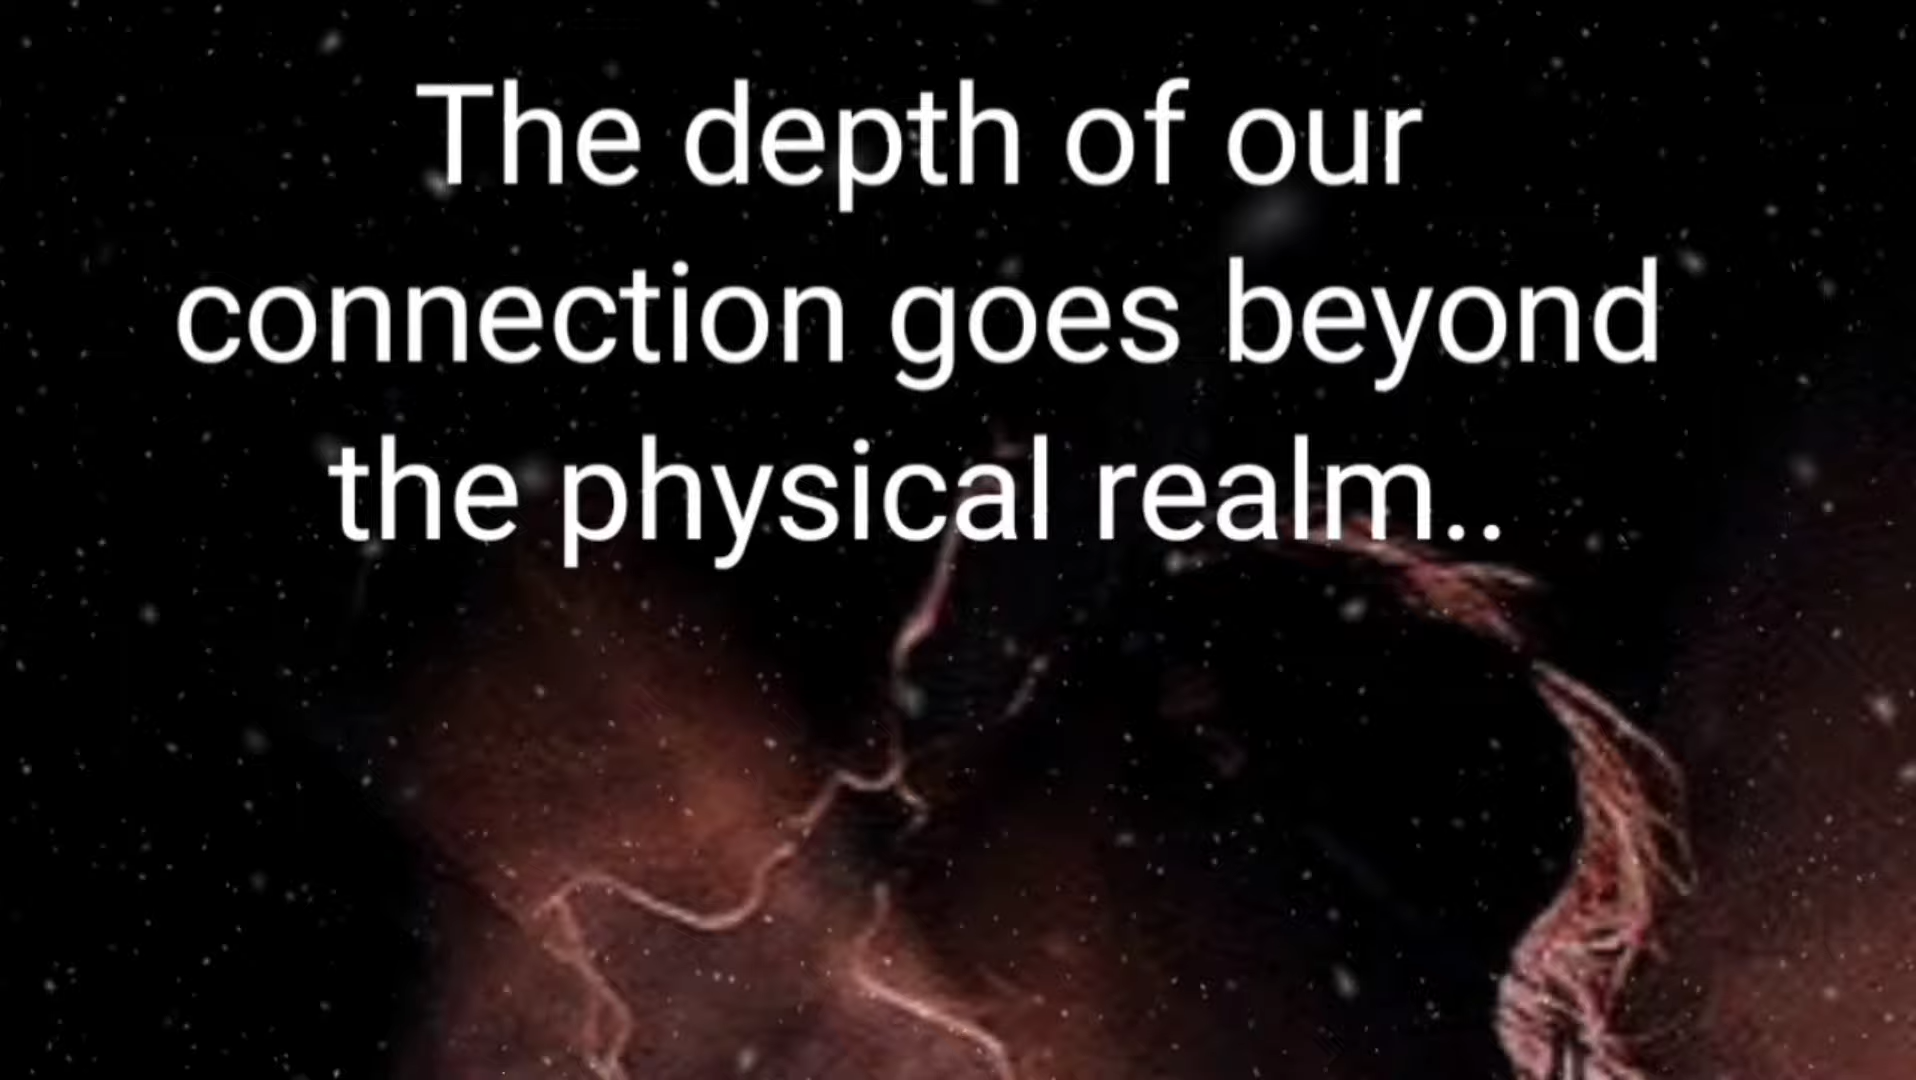 The depth of our
connection goes beyond
the physical realm..